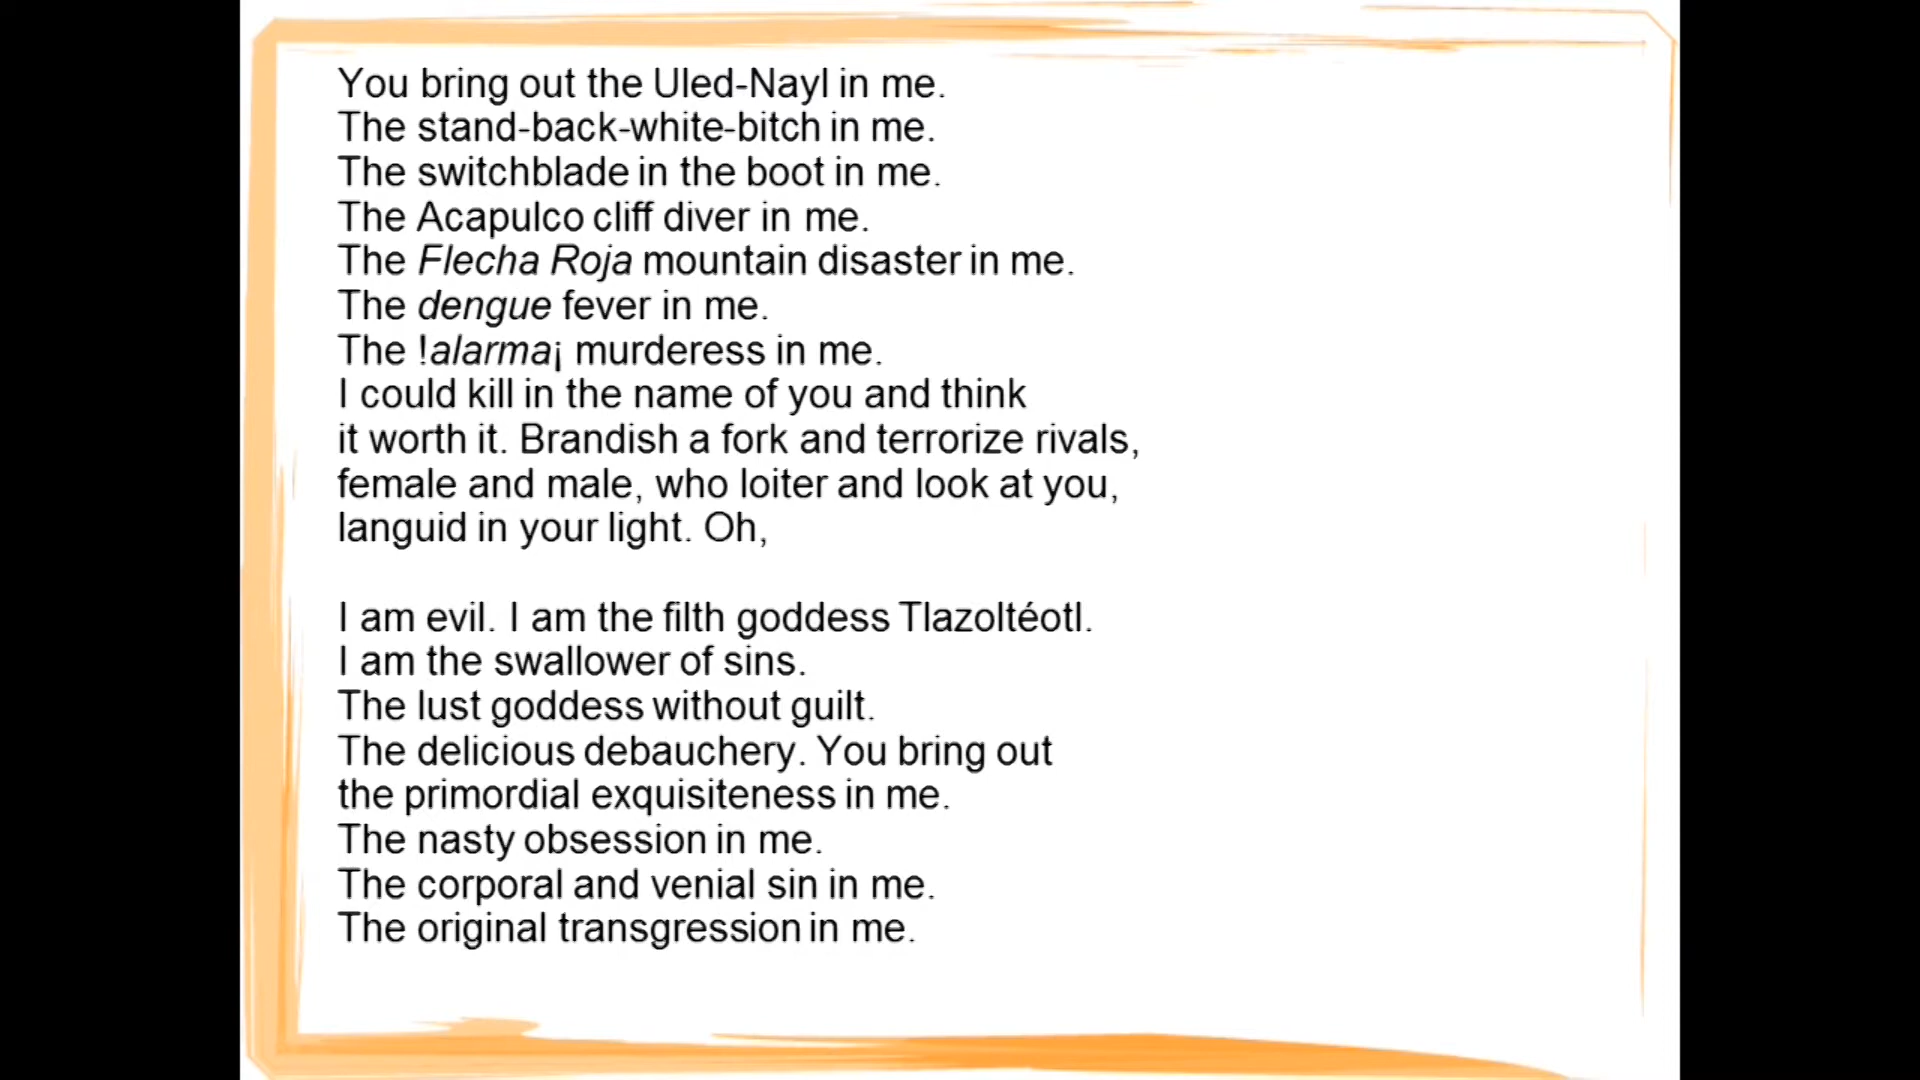 You bring out the Uled-Nayl in me.
The stand-back-white-bitch in me.
The switchblade in the boot in me.
The Acapulco cliff diver in me.
The Flecha Roja mountain disaster in me.
The dengue fever in me.
The !alarma¡ murderess in me.
I could kill in the name of you and think
it worth it. Brandish a fork and terrorize rivals,
female and male, who loiter and look at you,
languid in your light. Oh,
I am evil. I am the filth goddess Tlazoltéotl.
I am the swallower of sins.
The lust goddess without guilt.
The delicious debauchery. You bring out
the primordial exquisiteness in me.
The nasty obsession in me.
The corporal and venial sin in me.
The original transgression in me.